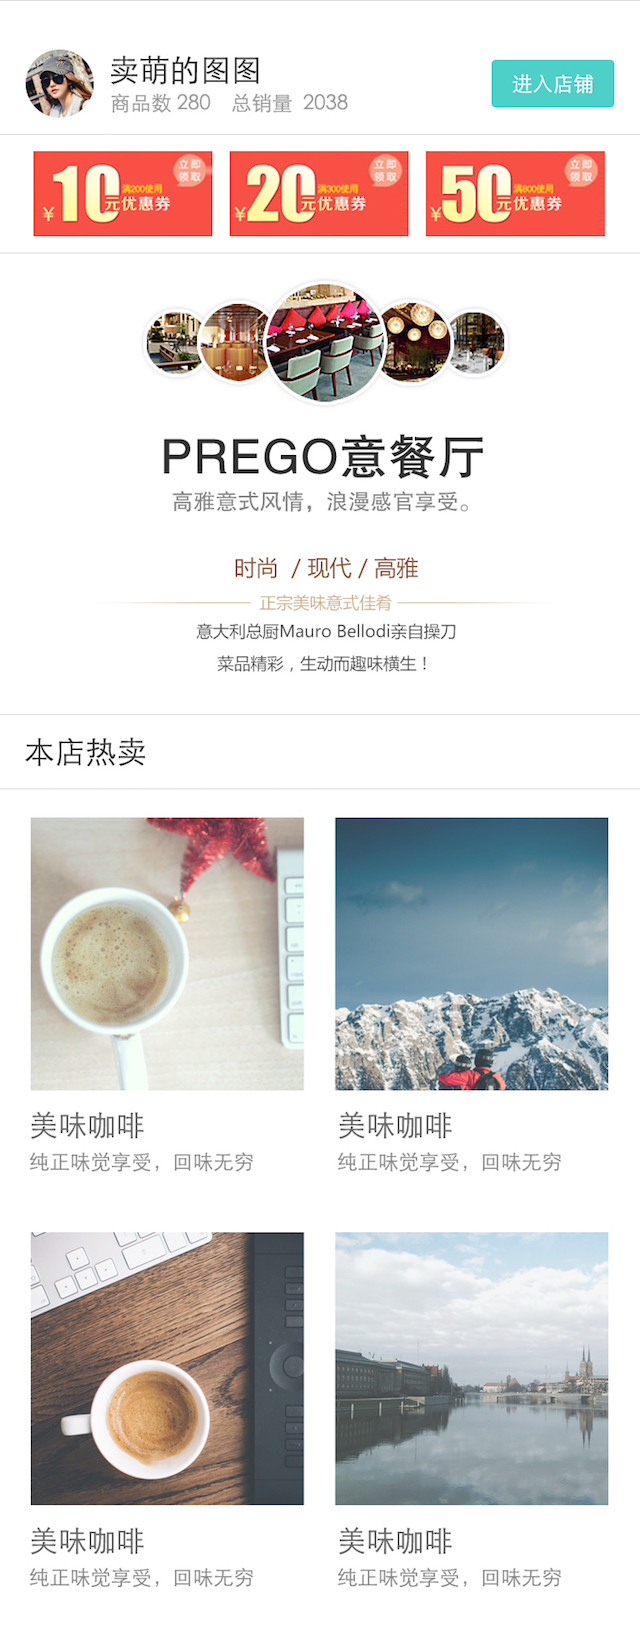 卖萌的图图
商品数 280 总销量 2038
进入店铺
¥10元优惠券 满200使用 立即领取
¥20元优惠券 满300使用 立即领取
¥50元优惠券 满800使用 立即领取
PREGO意餐厅
高雅意式风情，浪漫感官享受。
时尚 / 现代 / 高雅
正宗美味意式佳肴
意大利总厨Mauro Bellodi亲自操刀
菜品精彩，生动而趣味横生！
本店热卖
美味咖啡
纯正味觉享受，回味无穷
美味咖啡
纯正味觉享受，回味无穷
美味咖啡
纯正味觉享受，回味无穷
美味咖啡
纯正味觉享受，回味无穷